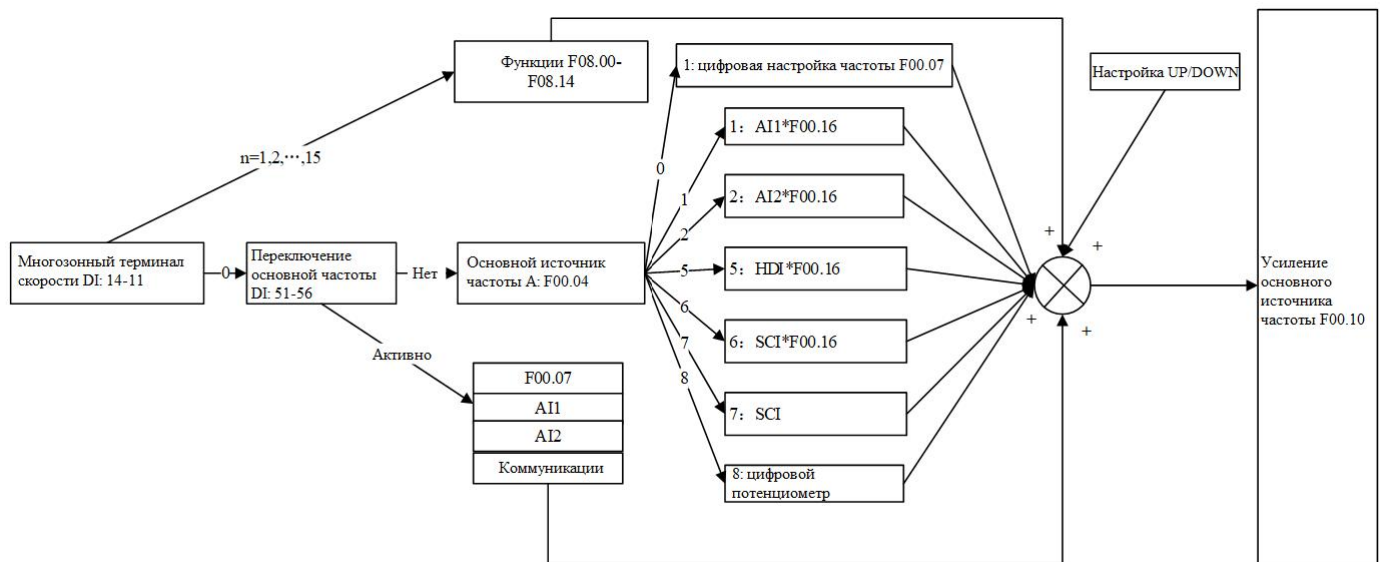 Функции F08.00-
F08.14
1: цифровая настройка частоты F00.07
Настройка UP/DOWN
1: AI1*F00.16
n=1,2,···,15
0
1
2: AI2*F00.16
2
+
+
Многозонный терминал
скорости DI: 14-11
0
Переключение
основной частоты
DI: 51-56
Нет
Основной источник
частоты A: F00.04
5
5: HDI*F00.16
Усиление
основного
источника
частоты F00.10
6
+
+
6: SCI*F00.16
Активно
7
8
F00.07
AI1
AI2
Коммуникации
7: SCI
8: цифровой
потенциометр